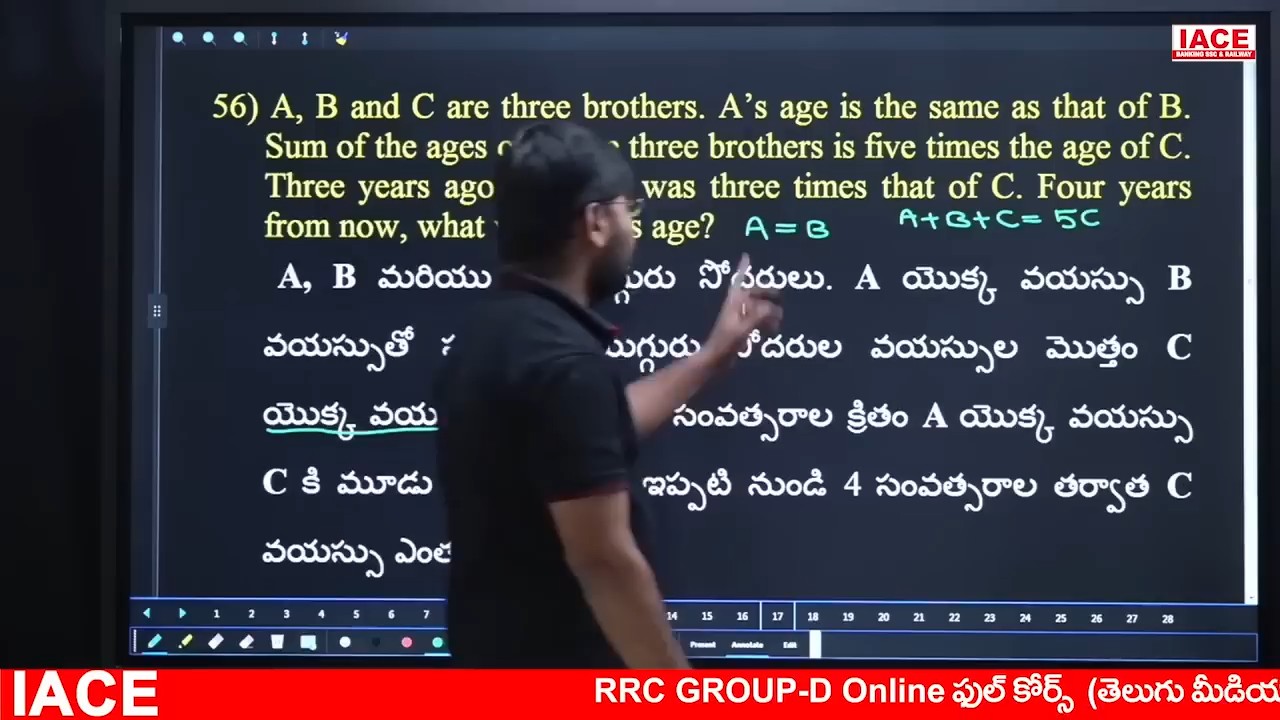 IACE
BANKING SSC & RAILWAY
56) A, B and C are three brothers. A's age is the same as that of B.
Sum of the ages three brothers is five times the age of C.
Three years ago was three times that of C. Four years
from now, what age? A = B A+B+C = 5C
A, B మరియు సోదరులు. A యొక్క వయస్సు B
వయస్సుతో సోదరుల వయస్సుల మొత్తం C
యొక్క సంవత్సరాల క్రితం A యొక్క వయస్సు
C కి మూడు ఇప్పటి నుండి 4 సంవత్సరాల తర్వాత C
వయస్సు
1 2 3 4 5 6 7 14 15 16 17 18 19 20 21 22 23 24 25 26 27 28
Present Annotate Edit
IACE RRC GROUP-D Online ఫుల్ కోర్స్ (తెలుగు